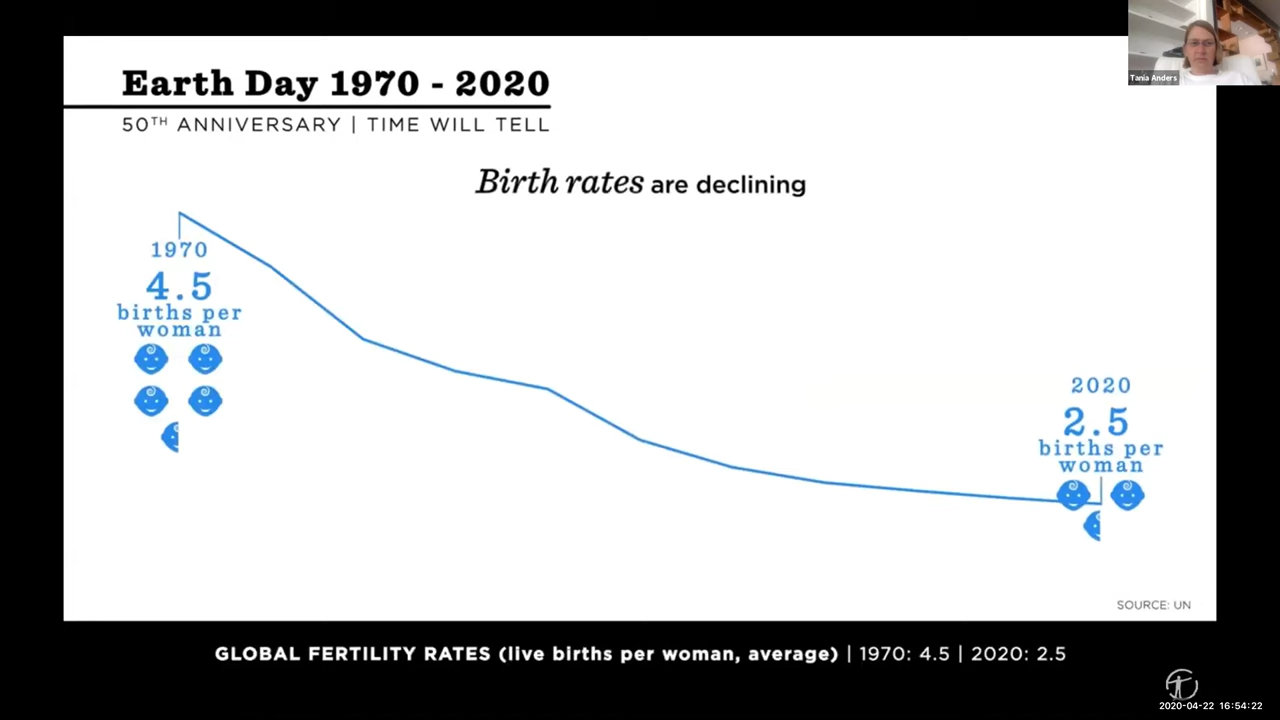 Earth Day 1970 - 2020
50TH ANNIVERSARY | TIME WILL TELL
Tania Anders
Birth rates are declining
1970
4.5
births per
woman
2020
2.5
births per
woman
SOURCE: UN
GLOBAL FERTILITY RATES (live births per woman, average) | 1970: 4.5 | 2020: 2.5
2020-04-22 16:54:22